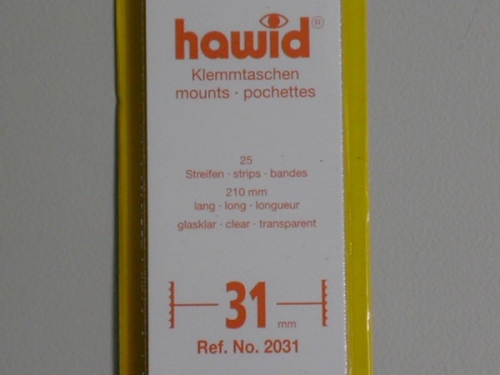 hawid®
Klemmtaschen
mounts · pochettes
25
Streifen · strips · bandes
210 mm
lang · long · longueur
glasklar · clear · transparent
31 mm
Ref. No. 2031